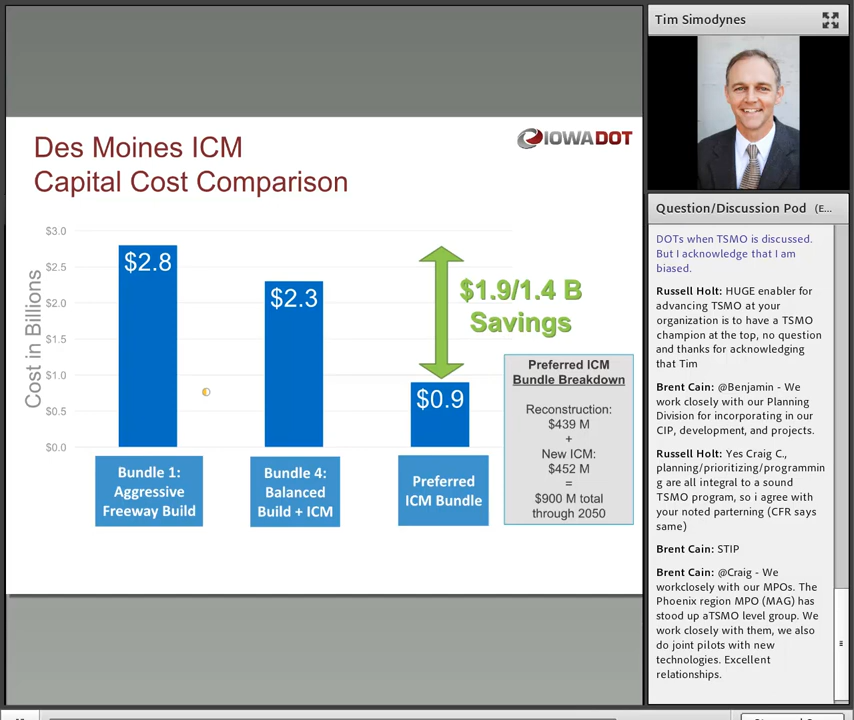 Tim Simodynes
Des Moines ICM
Capital Cost Comparison
IOWADOT
Cost in Billions
$3.0
$2.5
$2.0
$1.5
$1.0
$0.5
$0.0
$2.8
$2.3
$0.9
$1.9/1.4 B
Savings
Bundle 1:
Aggressive
Freeway Build
Bundle 4:
Balanced
Build + ICM
Preferred
ICM Bundle
Preferred ICM
Bundle Breakdown
Reconstruction:
$439 M
+
New ICM:
$452 M
=
$900 M total
through 2050
Question/Discussion Pod (E...
DOTs when TSMO is discussed.
But I acknowledge that I am
biased.
Russell Holt: HUGE enabler for
advancing TSMO at your
organization is to have a TSMO
champion at the top, no question
and thanks for acknowledging
that Tim
Brent Cain: @Benjamin - We
work closely with our Planning
Division for incorporating in our
CIP, development, and projects.
Russell Holt: Yes Craig C.,
planning/prioritizing/programmin
g are all integral to a sound
TSMO program, so i agree with
your noted parterning (CFR says
same)
Brent Cain: STIP
Brent Cain: @Craig - We
workclosely with our MPOs. The
Phoenix region MPO (MAG) has
stood up aTSMO level group. We
work closely with them, we also
do joint pilots with new
technologies. Excellent
relationships.